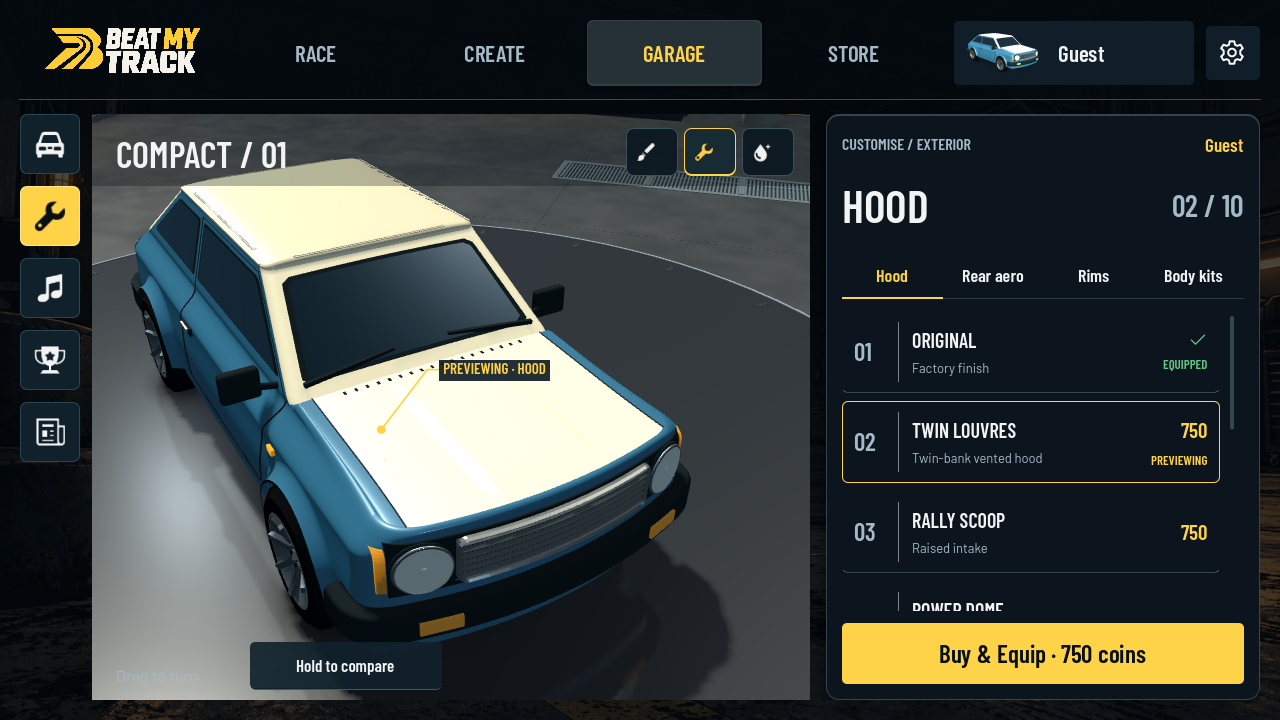 BEAT MY
TRACK
RACE
CREATE
GARAGE
STORE
Guest
COMPACT / 01
PREVIEWING · HOOD
Drag to turn
Hold to compare
CUSTOMISE / EXTERIOR
Guest
HOOD
02 / 10
Hood
Rear aero
Rims
Body kits
01
ORIGINAL
Factory finish
EQUIPPED
02
TWIN LOUVRES
Twin-bank vented hood
750
PREVIEWING
03
RALLY SCOOP
Raised intake
750
POWER DOME
Buy & Equip · 750 coins